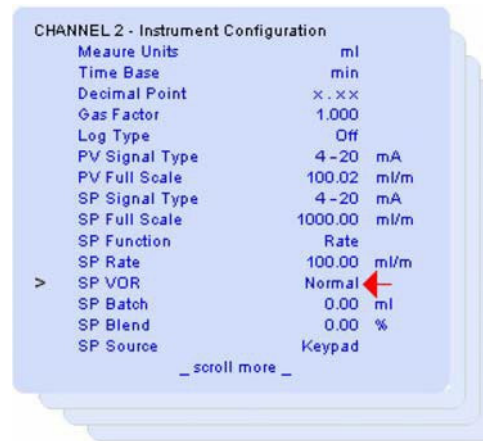 CHANNEL 2 - Instrument Configuration
Meaure Units ml
Time Base min
Decimal Point x.xx
Gas Factor 1.000
Log Type Off
PV Signal Type 4-20 mA
PV Full Scale 100.02 ml/m
SP Signal Type 4-20 mA
SP Full Scale 1000.00 ml/m
SP Function Rate
SP Rate 100.00 ml/m
> SP VOR Normal
SP Batch 0.00 ml
SP Blend 0.00 %
SP Source Keypad
_ scroll more _